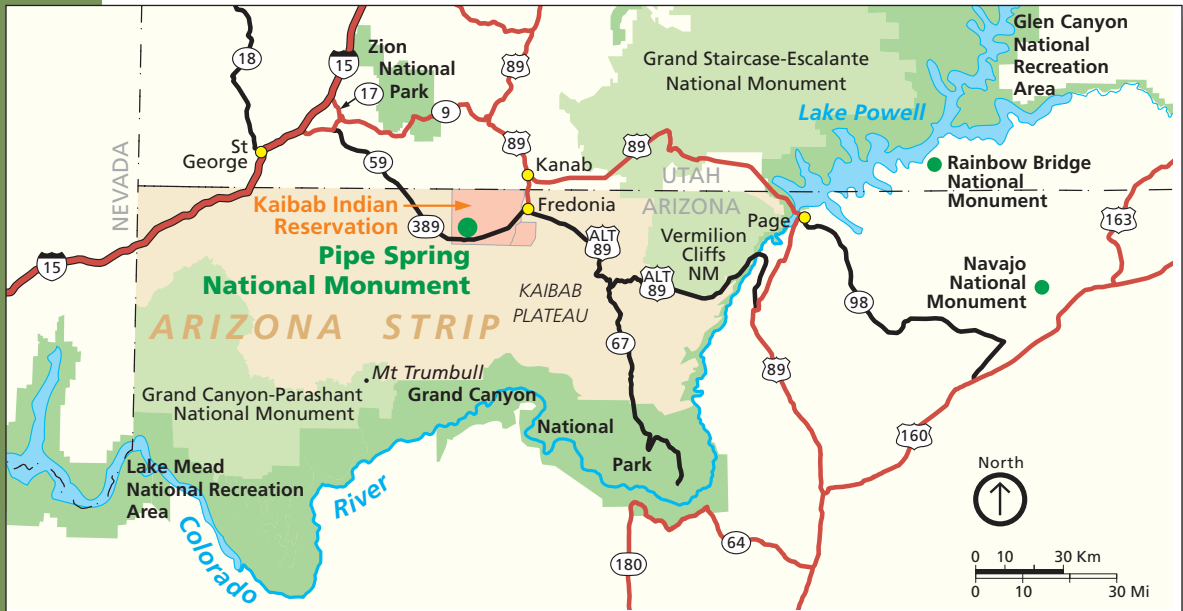 Glen Canyon
National
Recreation
Area
Zion
National
Park
18
15
89
Grand Staircase-Escalante
National Monument
17
9
Lake Powell
St
George
59
89
89
Kanab
NEVADA
UTAH
ARIZONA
Rainbow Bridge
National
Monument
Kaibab Indian
Reservation
389
Fredonia
Page
163
Pipe Spring
National Monument
ALT
89
ALT
89
Vermilion
Cliffs
NM
15
KAIBAB
PLATEAU
98
Navajo
National
Monument
ARIZONA STRIP
67
89
Mt Trumbull
Grand Canyon-Parashant
National Monument
Grand Canyon
National
Park
160
Lake Mead
National Recreation
Area
River
Colorado
North
64
180
0 10 30 Km
0 10 30 Mi